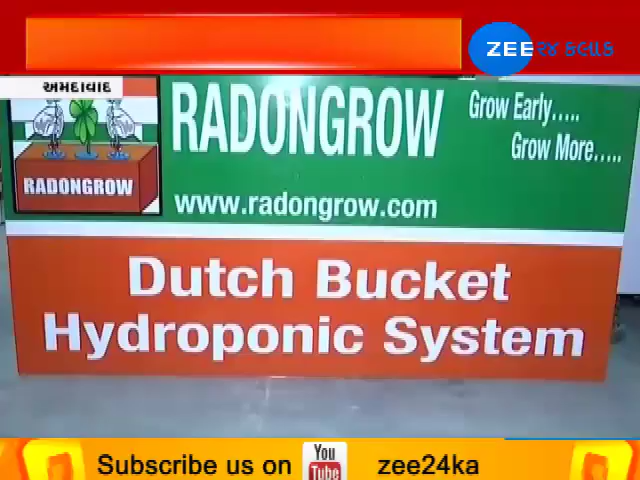 ZEE ૨૪ કલાક
અમદાવાદ
RADONGROW
Grow Early.....
Grow More.....
RADONGROW
www.radongrow.com
Dutch Bucket
Hydroponic System
Subscribe us on You Tube zee24ka